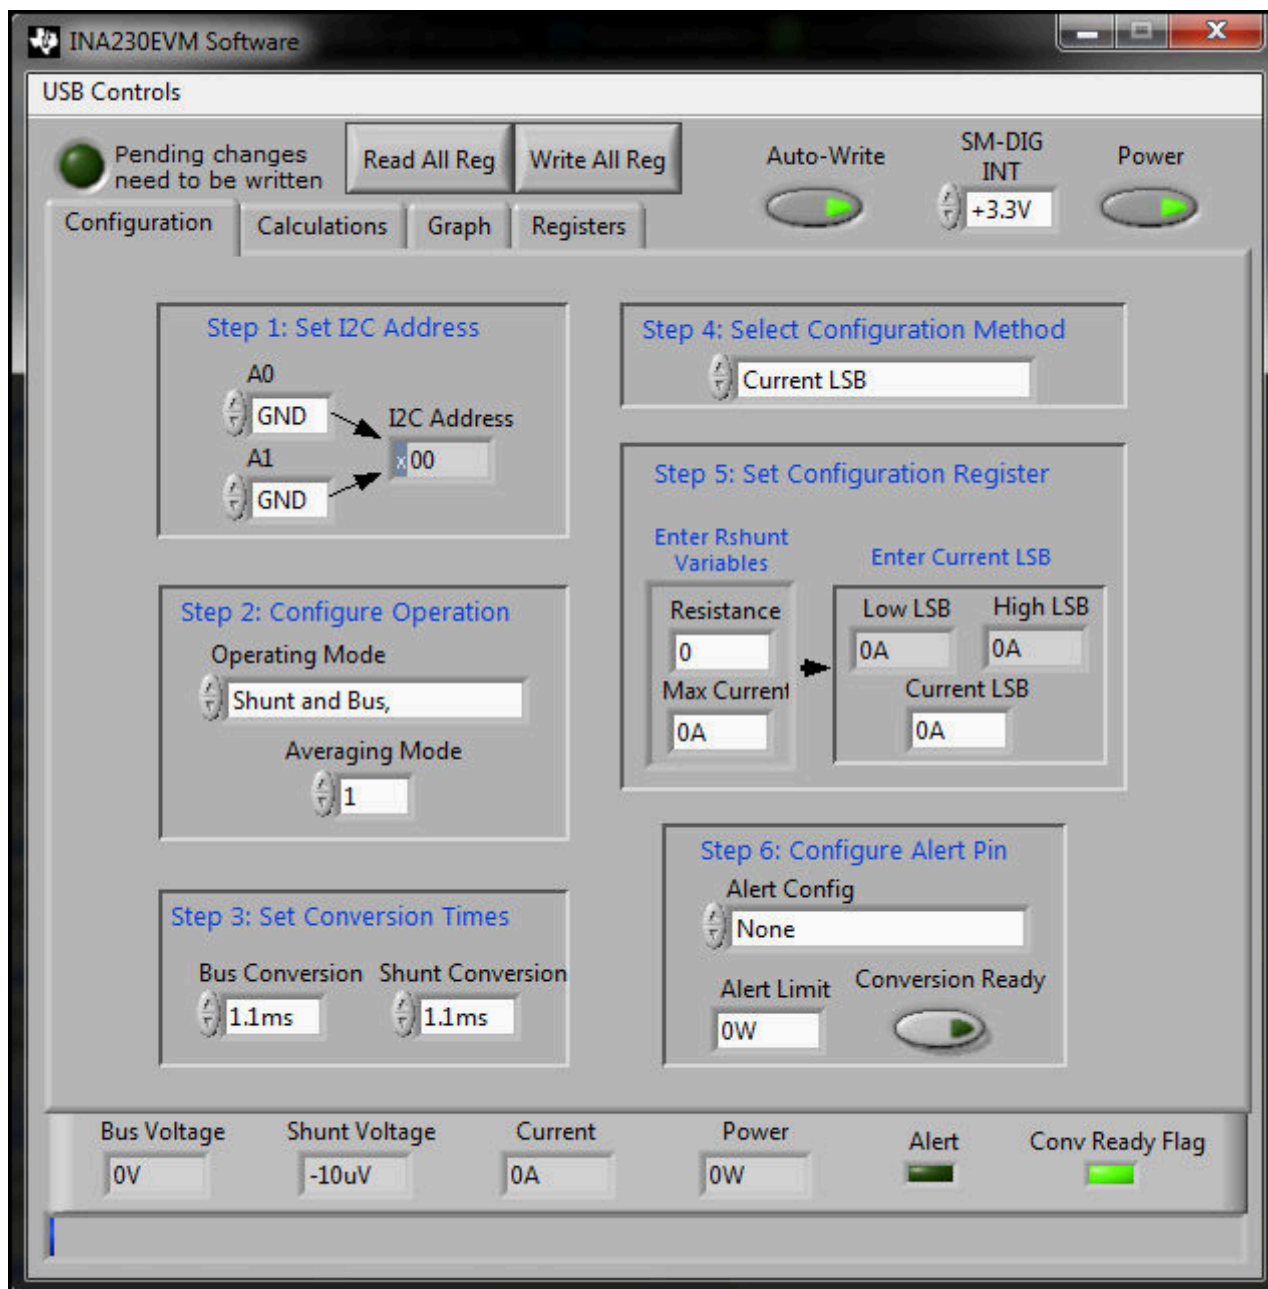 INA230EVM Software
USB Controls
Pending changes
need to be written
Read All Reg
Write All Reg
Auto-Write
SM-DIG
INT
+3.3V
Power
Configuration
Calculations
Graph
Registers
Step 1: Set I2C Address
A0
GND
I2C Address
x00
A1
GND
Step 2: Configure Operation
Operating Mode
Shunt and Bus,
Averaging Mode
1
Step 3: Set Conversion Times
Bus Conversion
Shunt Conversion
1.1ms
1.1ms
Step 4: Select Configuration Method
Current LSB
Step 5: Set Configuration Register
Enter Rshunt
Variables
Resistance
0
Max Current
0A
Enter Current LSB
Low LSB
High LSB
0A
0A
Current LSB
0A
Step 6: Configure Alert Pin
Alert Config
None
Alert Limit
0W
Conversion Ready
Bus Voltage
Shunt Voltage
Current
Power
Alert
Conv Ready Flag
0V
-10uV
0A
0W